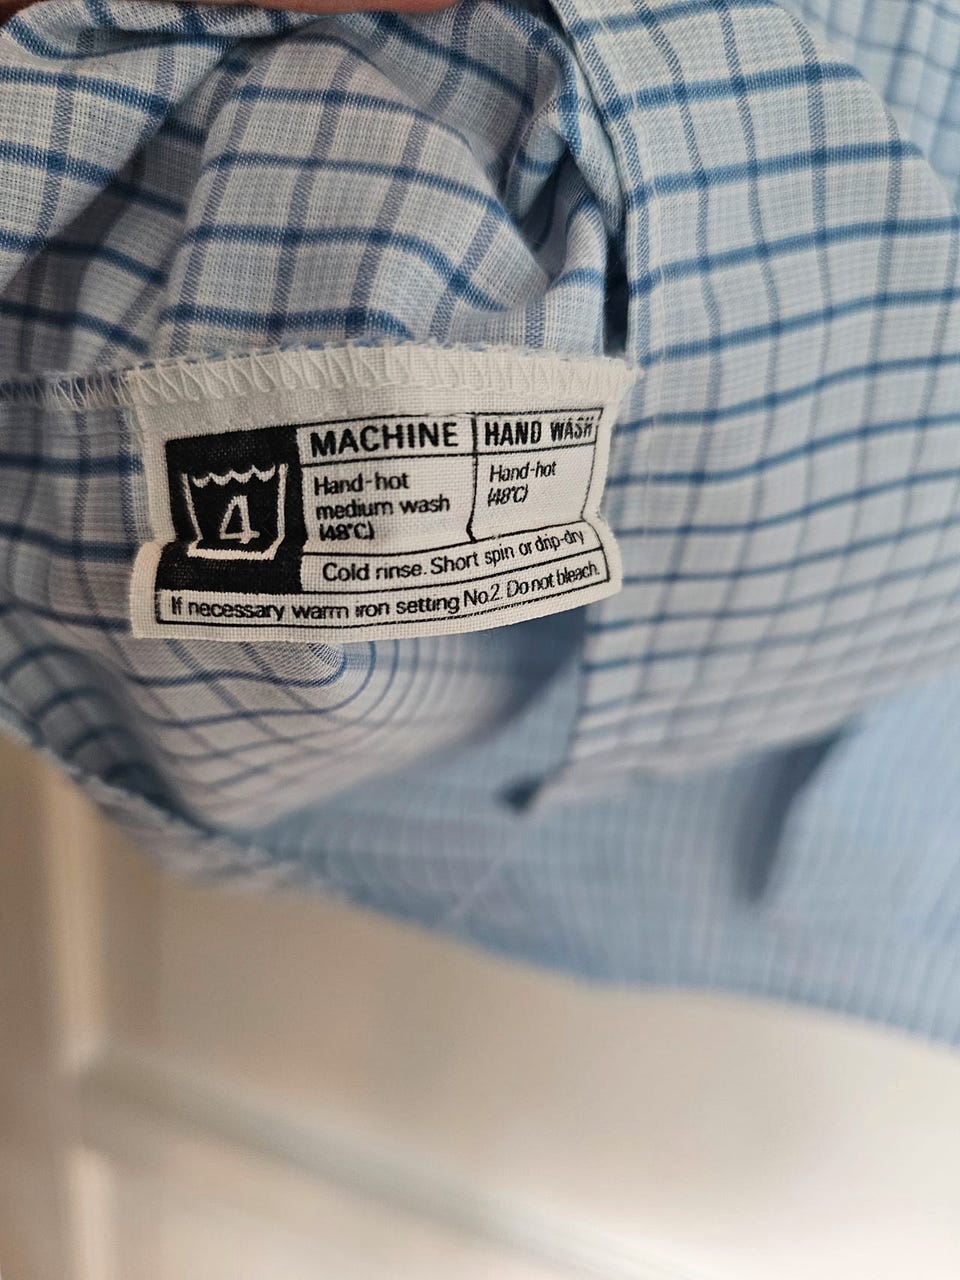 4
MACHINE
Hand-hot
medium wash
(48°C)
HAND WASH
Hand-hot
(48°C)
Cold rinse. Short spin or drip-dry
If necessary warm iron setting No.2. Do not bleach.